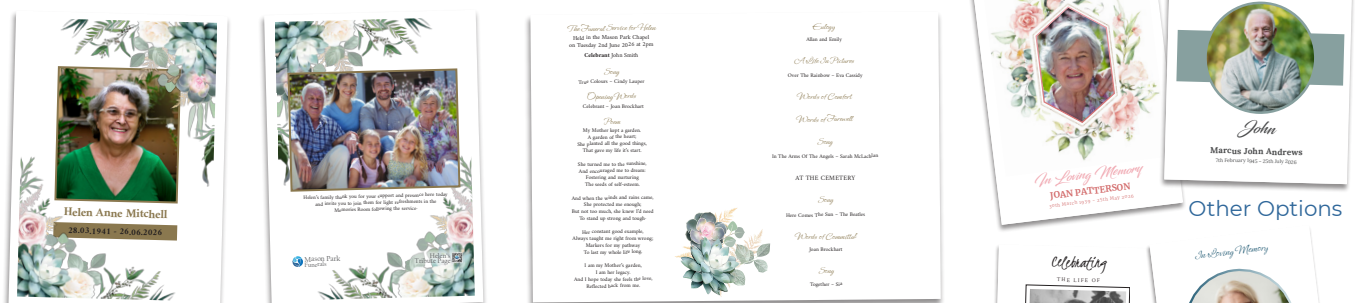 Helen Anne Mitchell
28.03.1941 - 26.06.2026
Helen's family thank you for your support and presence here today
and invite you to join them for light refreshments in the
Memories Room following the service.
Mason Park
Funerals
Helen's
Tribute Page
The Funeral Service for Helen
Held in the Mason Park Chapel
on Tuesday 2nd June 2026 at 2pm
Celebrant John Smith
Song
True Colours – Cindy Lauper
Opening Words
Celebrant – Joan Brockhart
Poem
My Mother kept a garden.
A garden of the heart,
She planted all the good things,
That gave my life it's start.
She turned me to the sunshine,
And encouraged me to dream:
Fostering and nurturing
The seeds of self-esteem.
And when the winds and rains came,
She protected me enough;
But not too much, she knew I'd need
To stand up strong and tough
Her constant good example,
Always taught me right from wrong;
Markers for my pathway
To last my whole life long.
I am my Mother's garden,
I am her legacy.
And I hope today she feels the love,
Reflected back from me.
Eulogy
Allan and Emily
A Life In Pictures
Over The Rainbow – Eva Cassidy
Words of Comfort
Words of Farewell
Song
In The Arms Of The Angels – Sarah McLachlan
AT THE CEMETERY
Song
Here Comes The Sun – The Beatles
Words of Committal
Joan Brockhart
Song
Together – Sia
In Loving Memory
JOAN PATTERSON
John
Marcus John Andrews
7th February 1945 – 25th July 2026
Other Options
Celebrating
THE LIFE OF
In Loving Memory